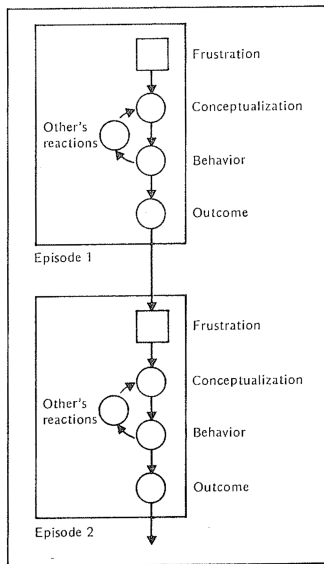 Frustration
Conceptualization
Other's
reactions
Behavior
Outcome
Episode 1
Frustration
Conceptualization
Other's
reactions
Behavior
Outcome
Episode 2